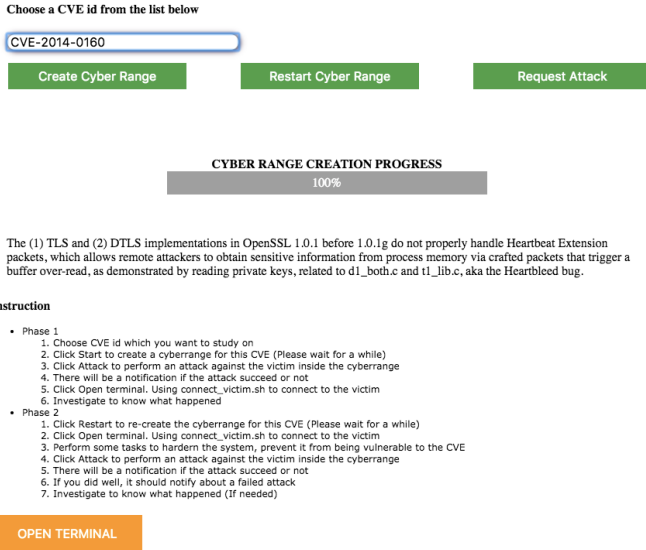 Choose a CVE id from the list below
CVE-2014-0160
Create Cyber Range
Restart Cyber Range
Request Attack
CYBER RANGE CREATION PROGRESS
100%
The (1) TLS and (2) DTLS implementations in OpenSSL 1.0.1 before 1.0.1g do not properly handle Heartbeat Extension
packets, which allows remote attackers to obtain sensitive information from process memory via crafted packets that trigger a
buffer over-read, as demonstrated by reading private keys, related to d1_both.c and t1_lib.c, aka the Heartbleed bug.
nstruction
• Phase 1
1. Choose CVE id which you want to study on
2. Click Start to create a cyberrange for this CVE (Please wait for a while)
3. Click Attack to perform an attack against the victim inside the cyberrange
4. There will be a notification if the attack succeed or not
5. Click Open terminal. Using connect_victim.sh to connect to the victim
6. Investigate to know what happened
• Phase 2
1. Click Restart to re-create the cyberrange for this CVE (Please wait for a while)
2. Click Open terminal. Using connect_victim.sh to connect to the victim
3. Perform some tasks to hardern the system, prevent it from being vulnerable to the CVE
4. Click Attack to perform an attack against the victim inside the cyberrange
5. There will be a notification if the attack succeed or not
6. If you did well, it should notify about a failed attack
7. Investigate to know what happened (If needed)
OPEN TERMINAL